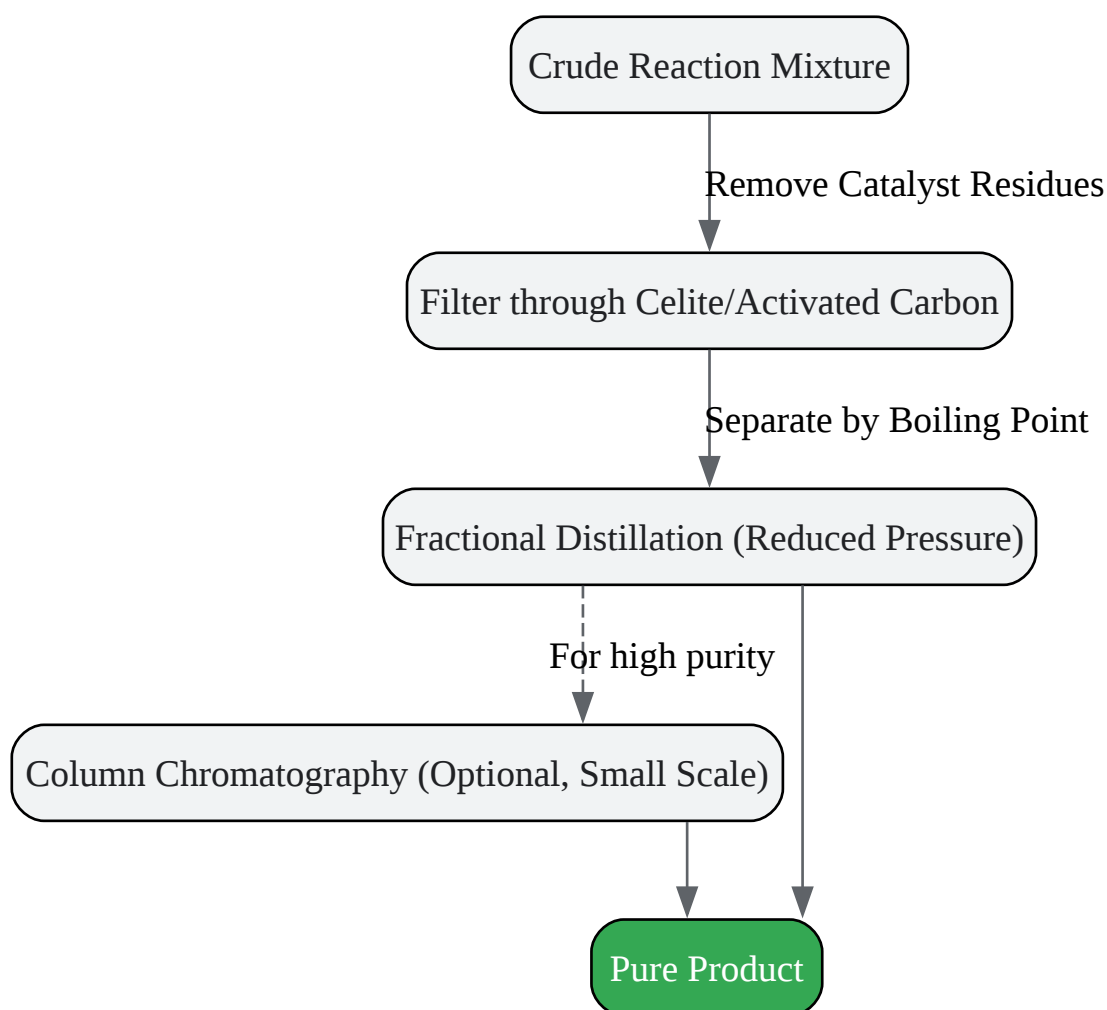 Crude Reaction Mixture
Remove Catalyst Residues
Filter through Celite/Activated Carbon
Separate by Boiling Point
Fractional Distillation (Reduced Pressure)
For high purity
Column Chromatography (Optional, Small Scale)
Pure Product